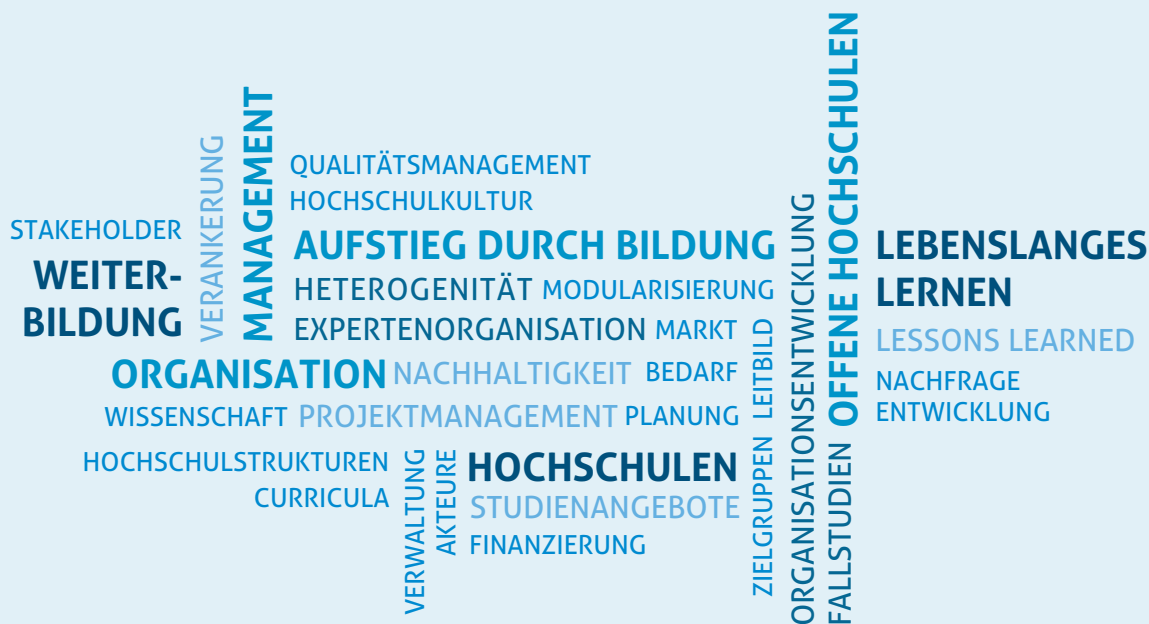 STAKEHOLDER
WEITER-
BILDUNG
VERANKERUNG
MANAGEMENT
QUALITÄTSMANAGEMENT
HOCHSCHULKULTUR
AUFSTIEG DURCH BILDUNG
HETEROGENITÄT MODULARISIERUNG
EXPERTENORGANISATION MARKT
ORGANISATION NACHHALTIGKEIT BEDARF
WISSENSCHAFT PROJEKTMANAGEMENT PLANUNG
HOCHSCHULSTRUKTUREN
CURRICULA
VERWALTUNG
AKTEURE
HOCHSCHULEN
STUDIENANGEBOTE
FINANZIERUNG
ZIELGRUPPEN LEITBILD
ORGANISATIONSENTWICKLUNG
FALLSTUDIEN OFFENE HOCHSCHULEN
LEBENSLANGES
LERNEN
LESSONS LEARNED
NACHFRAGE
ENTWICKLUNG